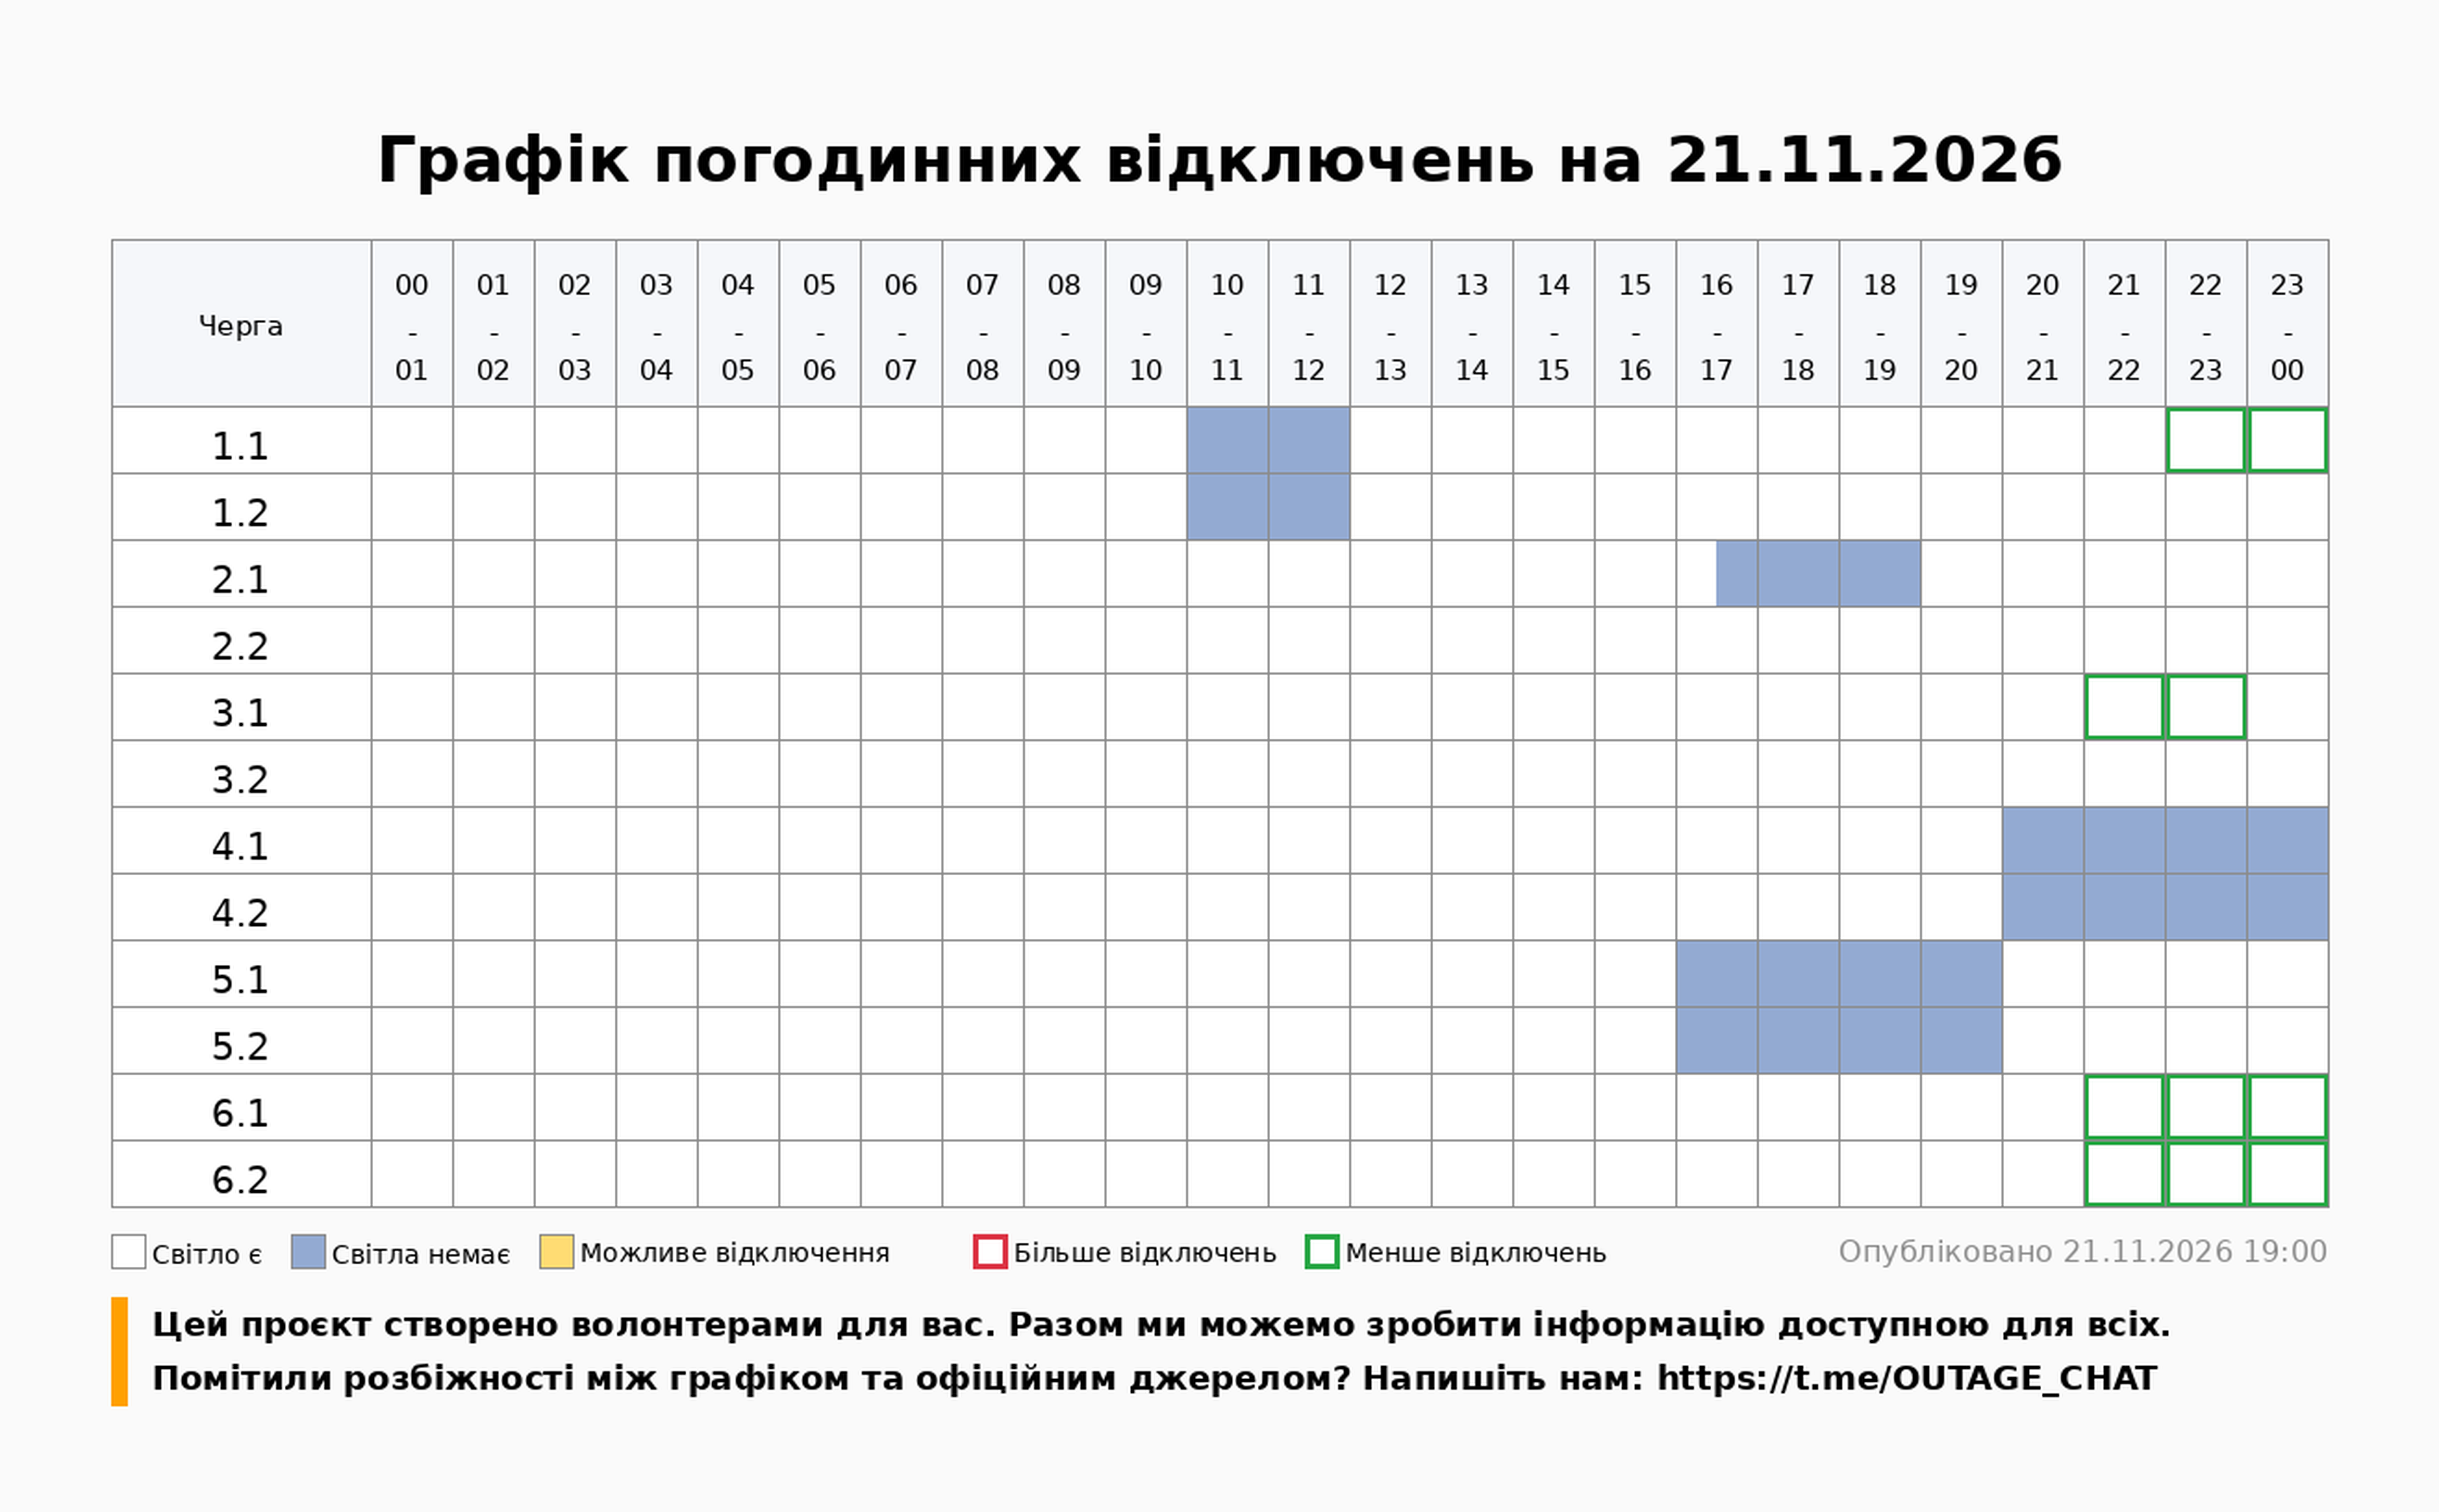 Графік погодинних відключень на 21.11.2026
Черга
00 - 01
01 - 02
02 - 03
03 - 04
04 - 05
05 - 06
06 - 07
07 - 08
08 - 09
09 - 10
10 - 11
11 - 12
12 - 13
13 - 14
14 - 15
15 - 16
16 - 17
17 - 18
18 - 19
19 - 20
20 - 21
21 - 22
22 - 23
23 - 00
1.1
1.2
2.1
2.2
3.1
3.2
4.1
4.2
5.1
5.2
6.1
6.2
Світло є
Світла немає
Можливе відключення
Більше відключень
Менше відключень
Опубліковано 21.11.2026 19:00
Цей проєкт створено волонтерами для вас. Разом ми можемо зробити інформацію доступною для всіх.
Помітили розбіжності між графіком та офіційним джерелом? Напишіть нам: https://t.me/OUTAGE_CHAT